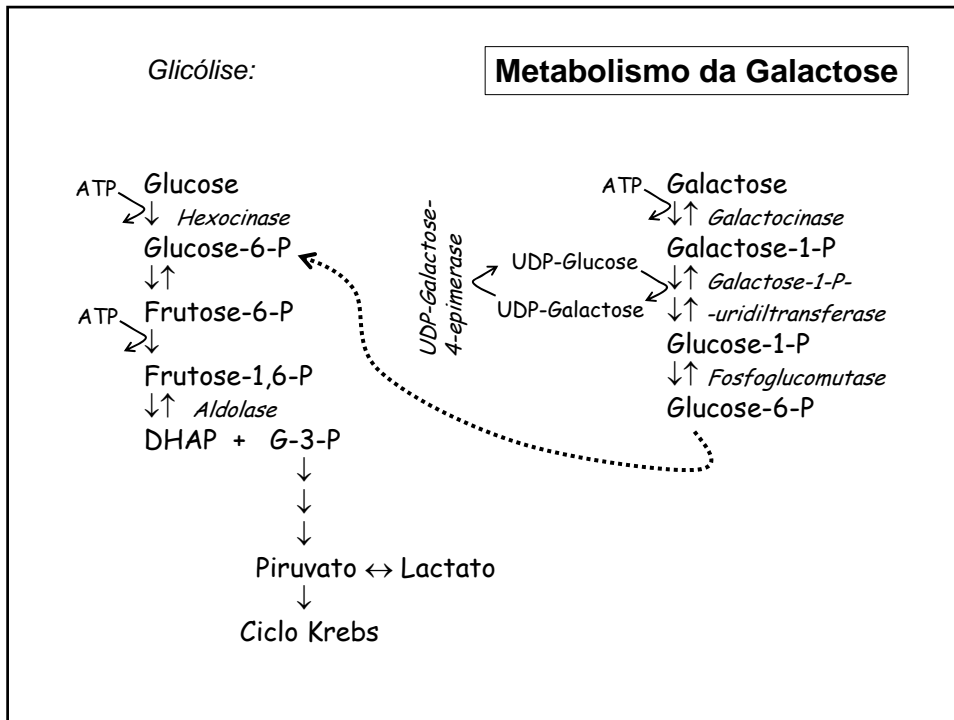 Glicólise:
Metabolismo da Galactose
ATP
Glucose
↓ Hexocinase
Glucose-6-P
↓↑
ATP
Frutose-6-P
↓
Frutose-1,6-P
↓↑ Aldolase
DHAP + G-3-P
↓
↓
↓
Piruvato ↔ Lactato
↓
Ciclo Krebs
UDP-Galactose-
4-epimerase
UDP-Glucose
UDP-Galactose
ATP
Galactose
↓↑ Galactocinase
Galactose-1-P
↓↑ Galactose-1-P-
↓↑ -uridiltransferase
Glucose-1-P
↓↑ Fosfoglucomutase
Glucose-6-P